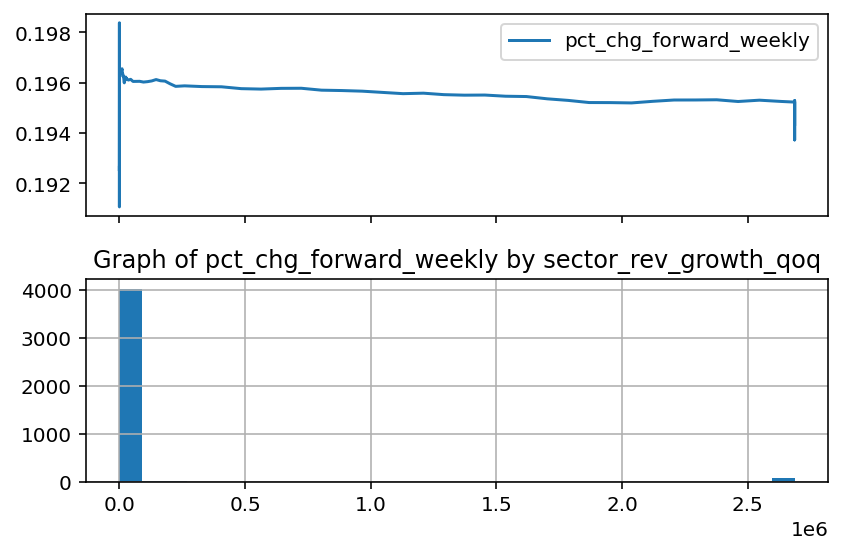 0.198
0.196
0.194
0.192
pct_chg_forward_weekly
Graph of pct_chg_forward_weekly by sector_rev_growth_qoq
4000
3000
2000
1000
0
0.0 0.5 1.0 1.5 2.0 2.5
1e6